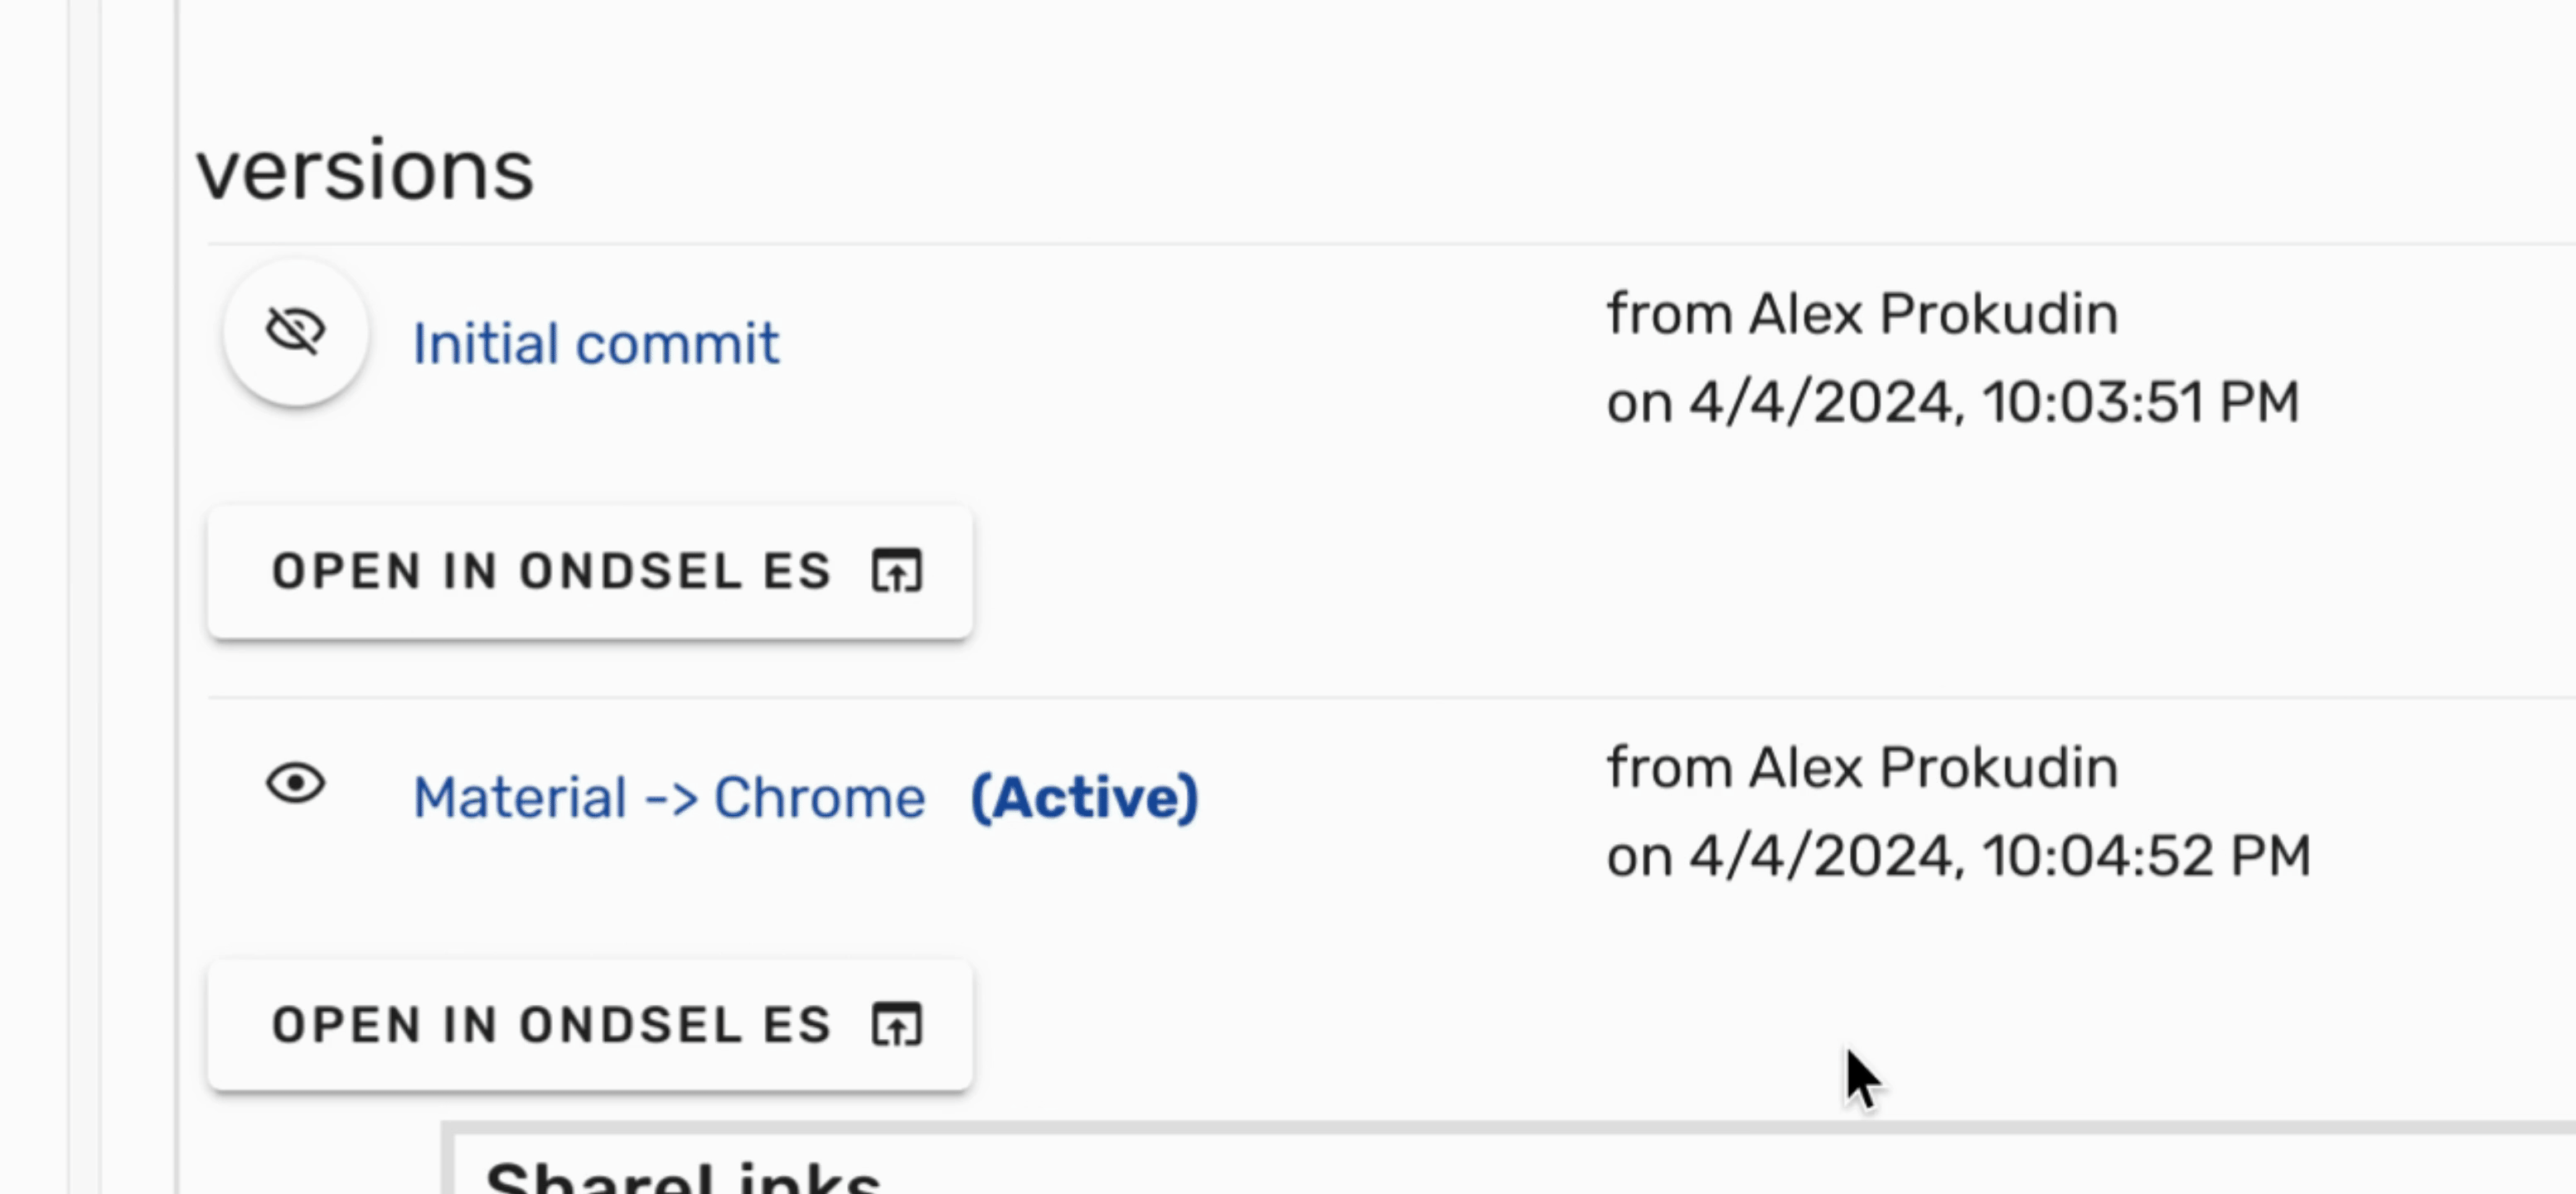 versions
Initial commit
from Alex Prokudin
on 4/4/2024, 10:03:51 PM
OPEN IN ONDSEL ES
Material -> Chrome (Active)
from Alex Prokudin
on 4/4/2024, 10:04:52 PM
OPEN IN ONDSEL ES
ShareLinks